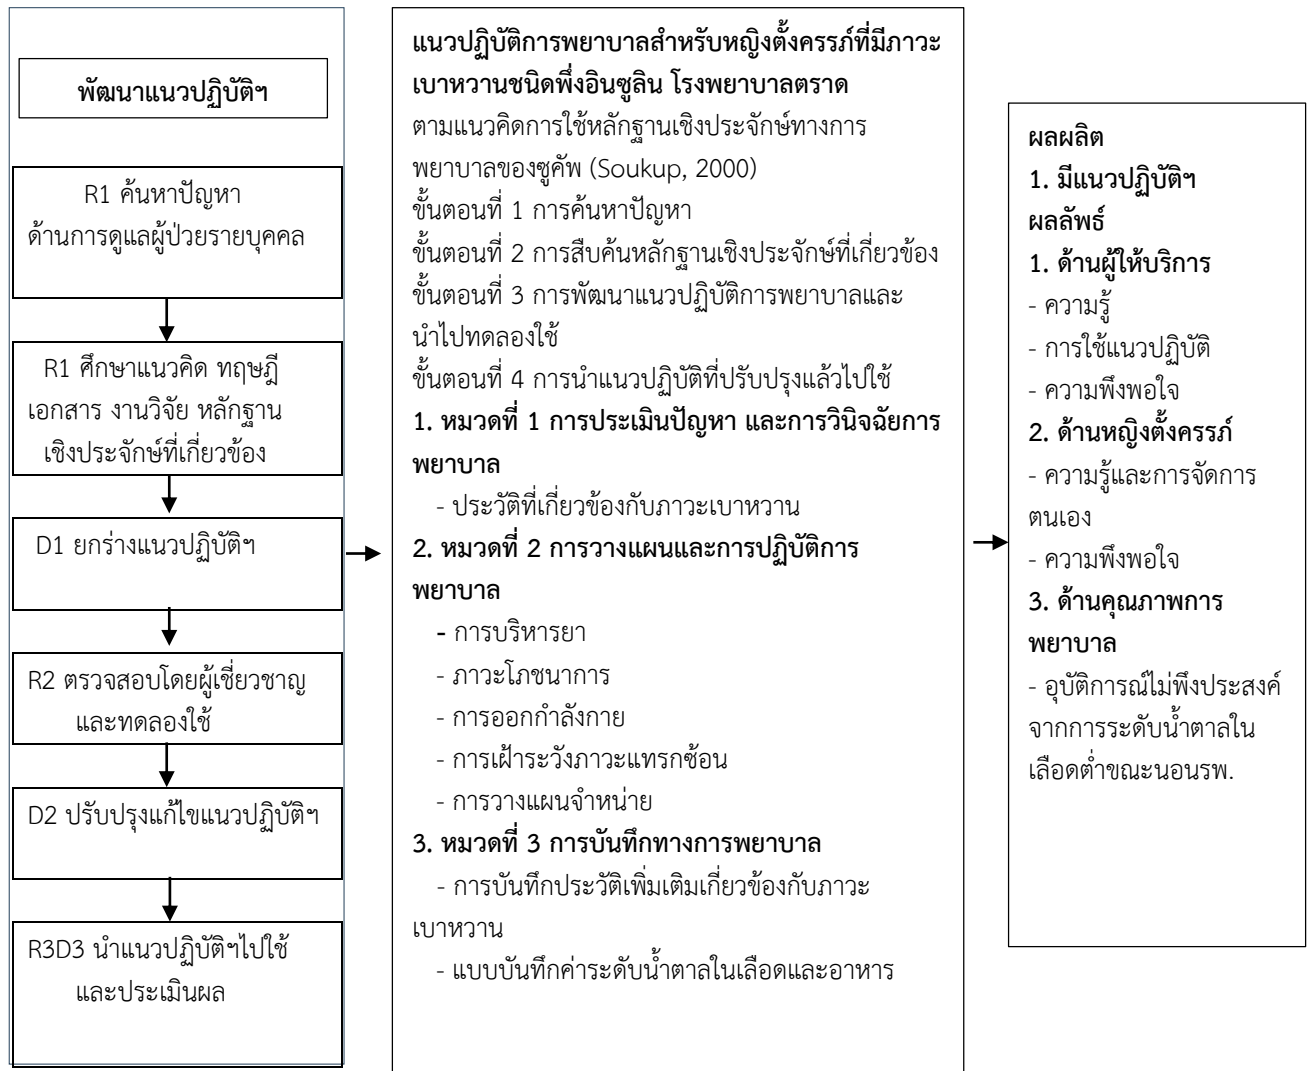 พัฒนาแนวปฏิบัติฯ
R1 ค้นหาปัญหา
ด้านการดูแลผู้ป่วยรายบุคคล
R1 ศึกษาแนวคิด ทฤษฎี
เอกสาร งานวิจัย หลักฐาน
เชิงประจักษ์ที่เกี่ยวข้อง
D1 ยกร่างแนวปฏิบัติฯ
R2 ตรวจสอบโดยผู้เชี่ยวชาญ
และทดลองใช้
D2 ปรับปรุงแก้ไขแนวปฏิบัติฯ
R3D3 นำแนวปฏิบัติฯไปใช้
และประเมินผล
แนวปฏิบัติการพยาบาลสำหรับหญิงตั้งครรภ์ที่มีภาวะ
เบาหวานชนิดพึ่งอินซูลิน โรงพยาบาลตราด
ตามแนวคิดการใช้หลักฐานเชิงประจักษ์ทางการ
พยาบาลของซูคัพ (Soukup, 2000)
ขั้นตอนที่ 1 การค้นหาปัญหา
ขั้นตอนที่ 2 การสืบค้นหลักฐานเชิงประจักษ์ที่เกี่ยวข้อง
ขั้นตอนที่ 3 การพัฒนาแนวปฏิบัติการพยาบาลและ
นำไปทดลองใช้
ขั้นตอนที่ 4 การนำแนวปฏิบัติที่ปรับปรุงแล้วไปใช้
1. หมวดที่ 1 การประเมินปัญหา และการวินิจฉัยการ
พยาบาล
- ประวัติที่เกี่ยวข้องกับภาวะเบาหวาน
2. หมวดที่ 2 การวางแผนและการปฏิบัติการ
พยาบาล
- การบริหารยา
- ภาวะโภชนาการ
- การออกกำลังกาย
- การเฝ้าระวังภาวะแทรกซ้อน
- การวางแผนจำหน่าย
3. หมวดที่ 3 การบันทึกทางการพยาบาล
- การบันทึกประวัติเพิ่มเติมเกี่ยวข้องกับภาวะ
เบาหวาน
- แบบบันทึกค่าระดับน้ำตาลในเลือดและอาหาร
ผลผลิต
1. มีแนวปฏิบัติฯ
ผลลัพธ์
1. ด้านผู้ให้บริการ
- ความรู้
- การใช้แนวปฏิบัติ
- ความพึงพอใจ
2. ด้านหญิงตั้งครรภ์
- ความรู้และการจัดการ
ตนเอง
- ความพึงพอใจ
3. ด้านคุณภาพการ
พยาบาล
- อุบัติการณ์ไม่พึงประสงค์
จากการระดับน้ำตาลใน
เลือดต่ำขณะนอนรพ.